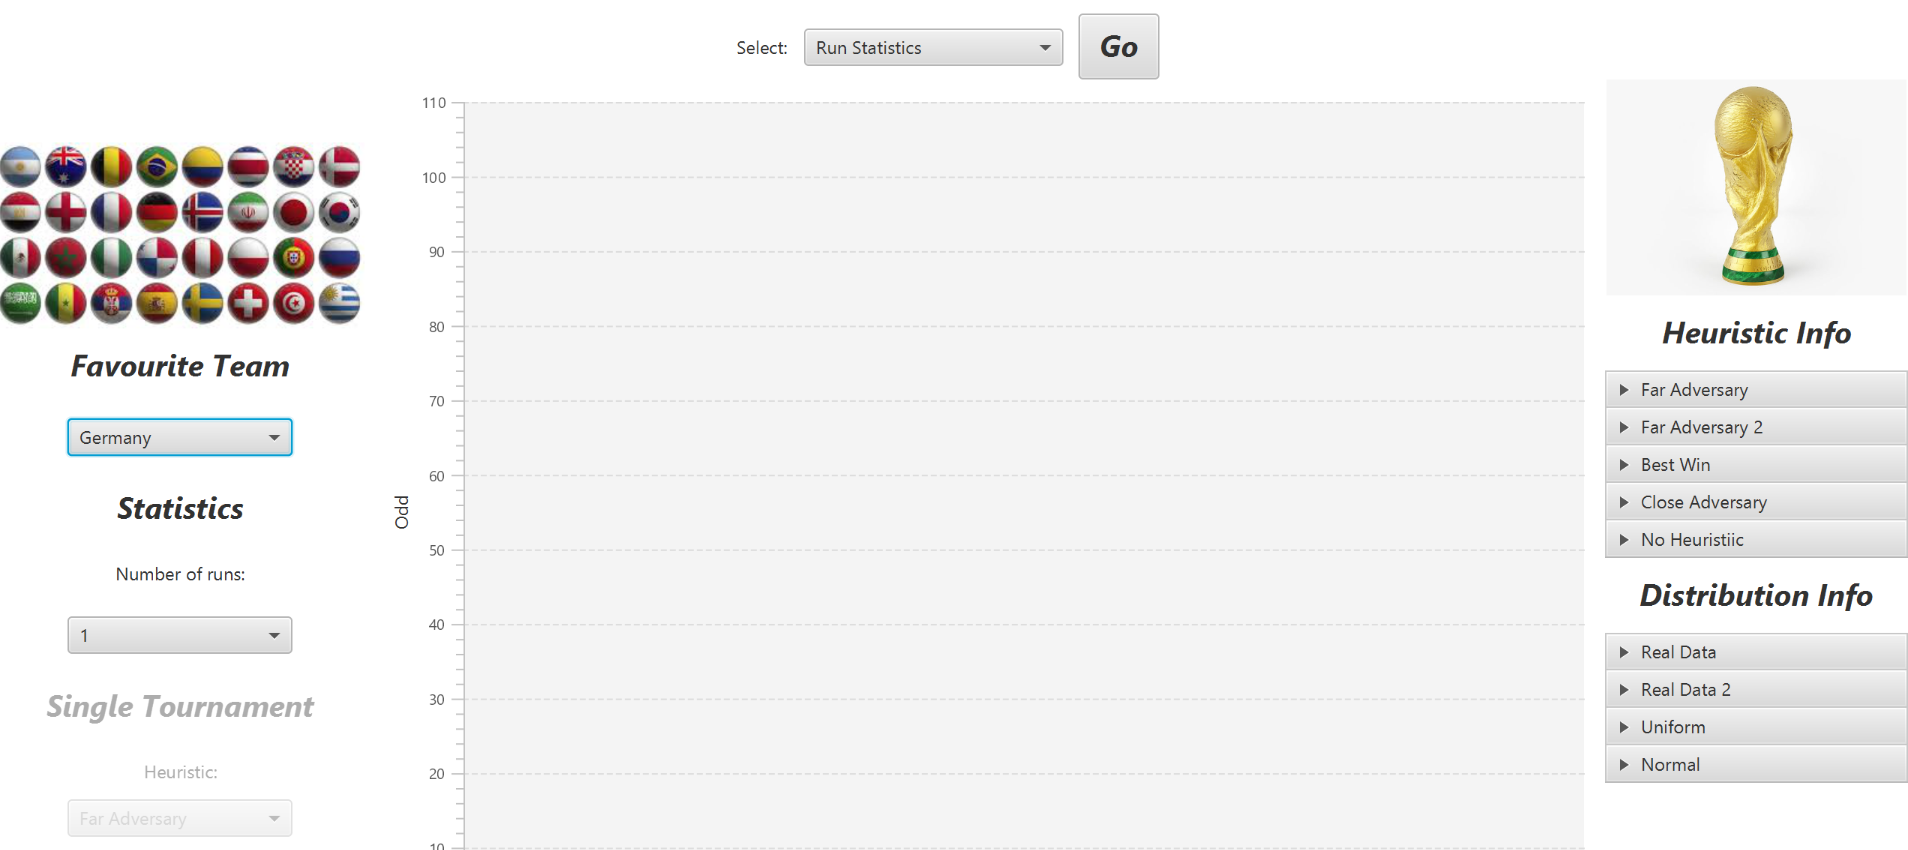 Select:
Run Statistics
Go
Favourite Team
Germany
Statistics
Number of runs:
1
Single Tournament
Heuristic:
Far Adversary
110
100
90
80
70
60
50
40
30
20
10
Odd
Heuristic Info
Far Adversary
Far Adversary 2
Best Win
Close Adversary
No Heuristiic
Distribution Info
Real Data
Real Data 2
Uniform
Normal